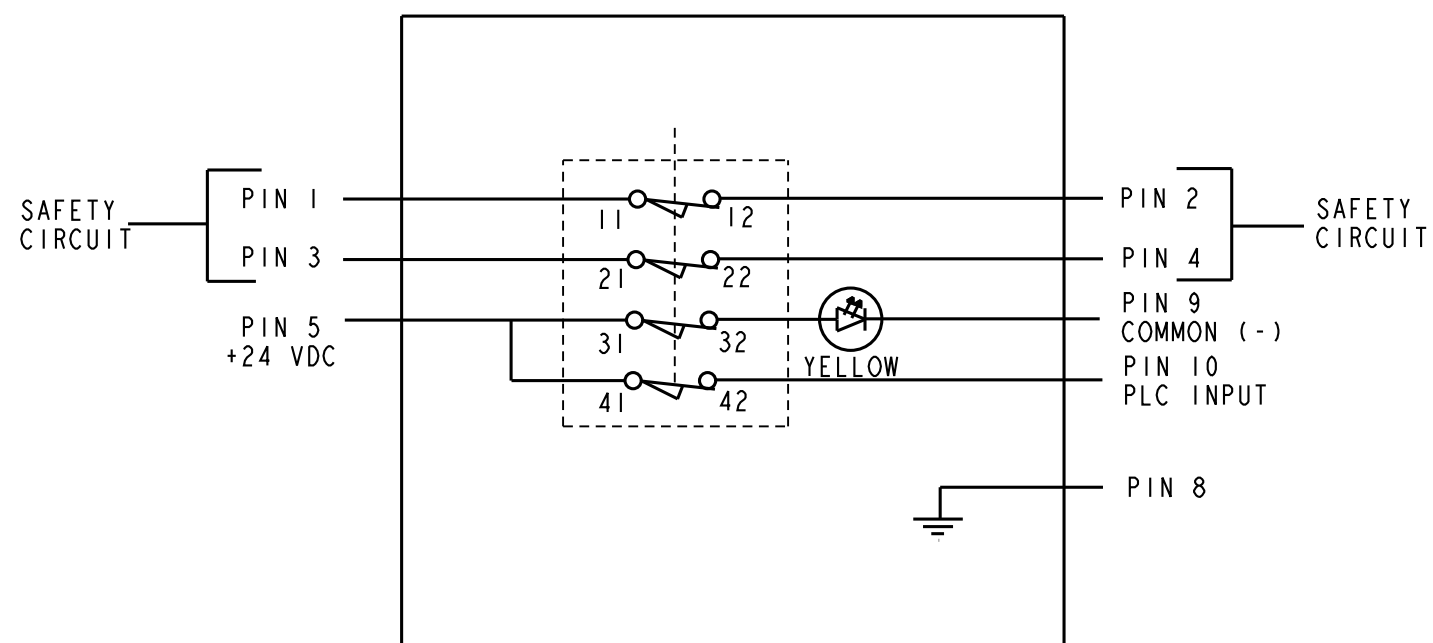 SAFETY
CIRCUIT
PIN 1
PIN 3
PIN 5
+24 VDC
11
12
21
22
31
32
41
42
YELLOW
PIN 2
PIN 4
SAFETY
CIRCUIT
PIN 9
COMMON (-)
PIN 10
PLC INPUT
PIN 8